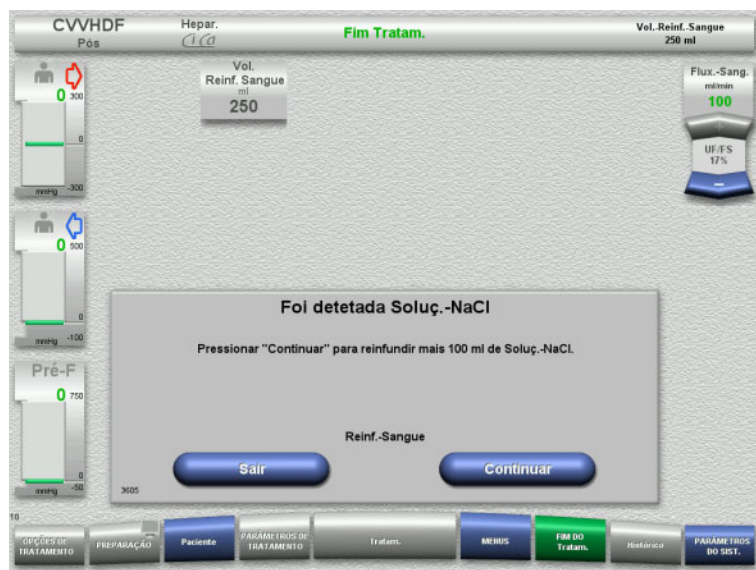 CVVHDF
Pós
Hepar.
CiCa
Fim Tratam.
Vol.-Reinf.-Sangue
250 ml
0
300
0
-300
mmHg
Vol.
Reinf. Sangue
ml
250
Flux.-Sang.
ml/min
100
+
UF/FS
17%
−
0
500
0
-100
mmHg
Pré-F
0
750
0
-50
mmHg
Foi detetada Soluç.-NaCl
Pressionar "Continuar" para reinfundir mais 100 ml de Soluç.-NaCl.
Reinf.-Sangue
Sair
Continuar
3605
10
OPÇÕES DE
TRATAMENTO
PREPARAÇÃO
Paciente
PARÂMETROS DE
TRATAMENTO
Tratam.
MENUS
FIM DO
Tratam.
Histórico
PARÂMETROS
DO SIST.